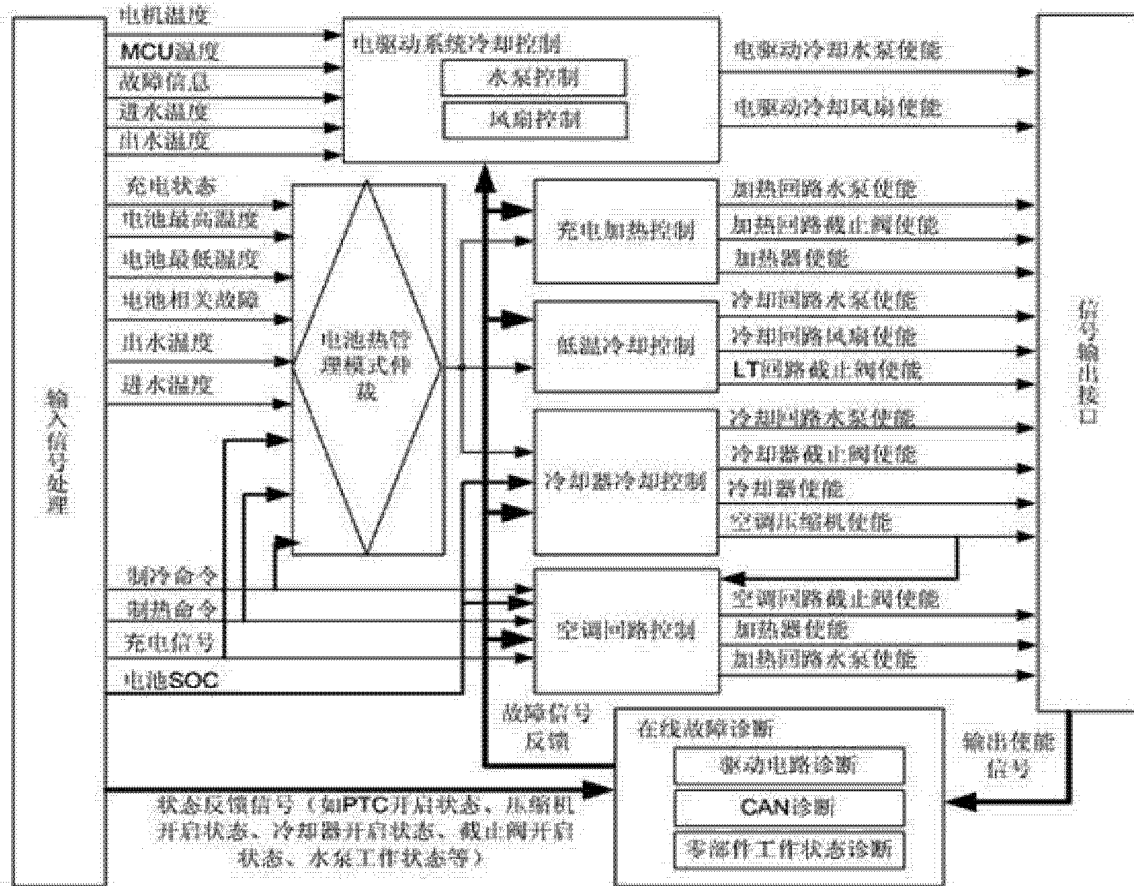 电机温度
MCU温度
故障信息
进水温度
出水温度
充电状态
电池最高温度
电池最低温度
电池相关故障
出水温度
进水温度
制冷命令
制热命令
充电信号
电池SOC
输入信号处理
电驱动系统冷却控制
水泵控制
风扇控制
电池热管
理模式仲
裁
充电加热控制
低温冷却控制
冷却器冷却控制
空调回路控制
电驱动冷却水泵使能
电驱动冷却风扇使能
加热回路水泵使能
加热回路截止阀使能
加热器使能
冷却回路水泵使能
冷却回路风扇使能
LT回路截止阀使能
冷却回路水泵使能
冷却器截止阀使能
冷却器使能
空调压缩机使能
空调回路截止阀使能
加热器使能
加热回路水泵使能
信号输出接口
故障信号
反馈
在线故障诊断
驱动电路诊断
CAN诊断
零部件工作状态诊断
输出使能
信号
状态反馈信号（如PTC开启状态、压缩机
开启状态、冷却器开启状态、截止阀开启
状态、水泵工作状态等）